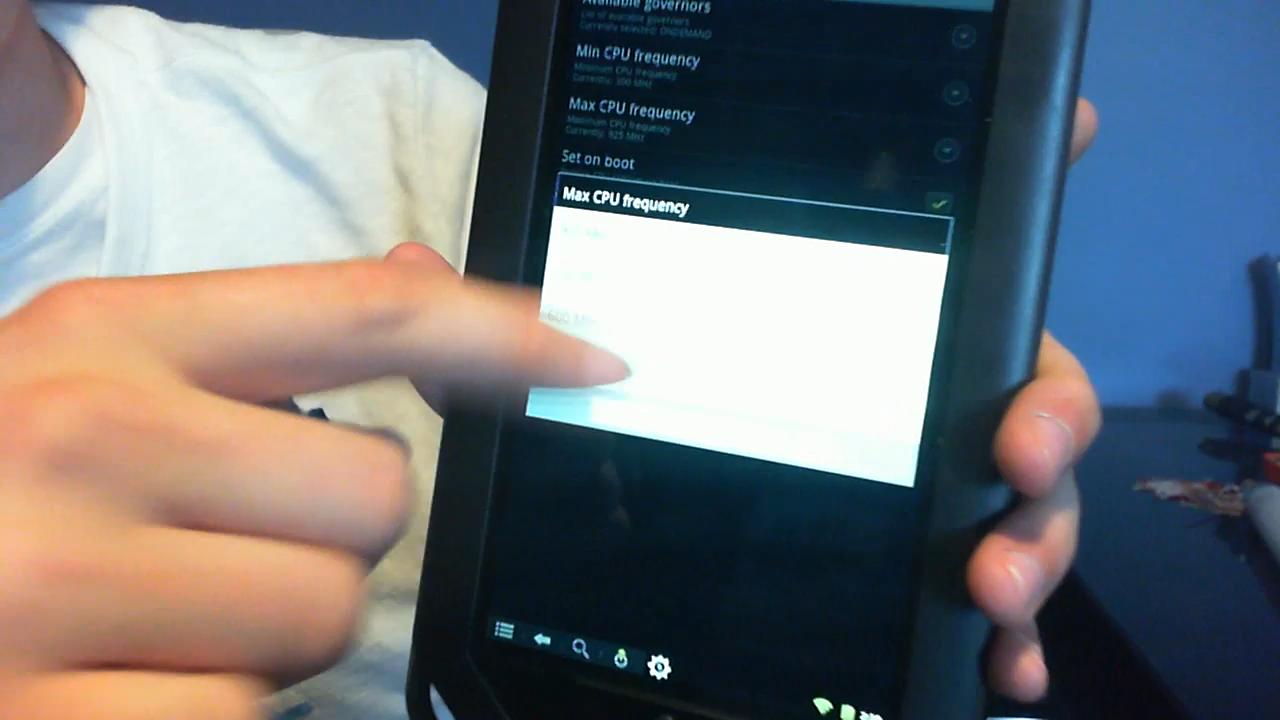 Available governors
List of available governors
Currently selected: ONDEMAND
Min CPU frequency
Minimum CPU frequency
Currently: 300 MHz
Max CPU frequency
Maximum CPU frequency
Currently: 925 MHz
Set on boot
Max CPU frequency
600